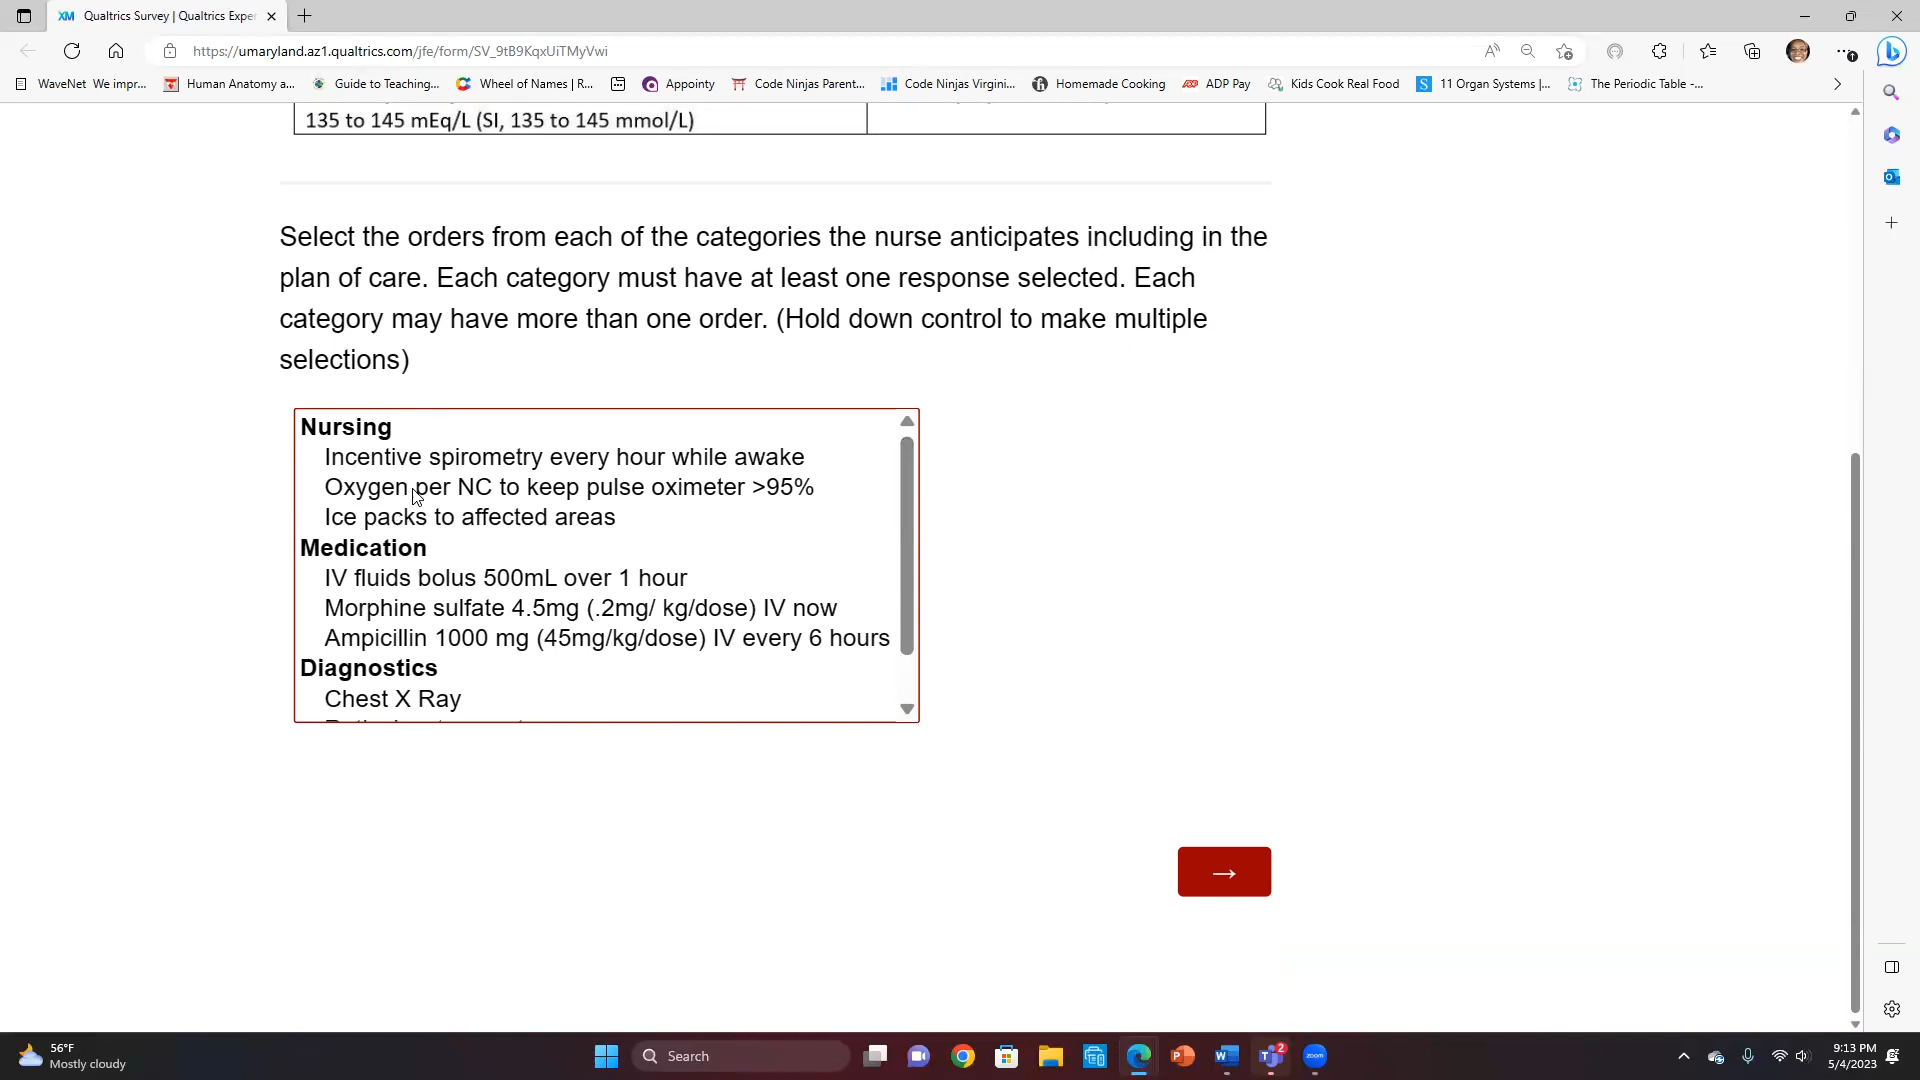 Qualtrics Survey | Qualtrics Exper
https://umaryland.az1.qualtrics.com/jfe/form/SV_9tB9KqxUiTMyVwi
WaveNet We impr... Human Anatomy a... Guide to Teaching... Wheel of Names | R... Appointy Code Ninjas Parent... Code Ninjas Virgini... Homemade Cooking ADP Pay Kids Cook Real Food 11 Organ Systems |... The Periodic Table -...
135 to 145 mEq/L (SI, 135 to 145 mmol/L)
Select the orders from each of the categories the nurse anticipates including in the
plan of care. Each category must have at least one response selected. Each
category may have more than one order. (Hold down control to make multiple
selections)
Nursing
Incentive spirometry every hour while awake
Oxygen per NC to keep pulse oximeter >95%
Ice packs to affected areas
Medication
IV fluids bolus 500mL over 1 hour
Morphine sulfate 4.5mg (.2mg/ kg/dose) IV now
Ampicillin 1000 mg (45mg/kg/dose) IV every 6 hours
Diagnostics
Chest X Ray
→
56°F
Mostly cloudy
Search
2
zoom
9:13 PM
5/4/2023